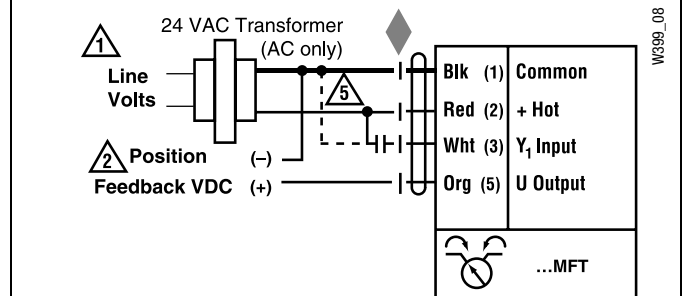 24 VAC Transformer
(AC only)
1
Line
Volts
5
2
Position (–)
Feedback VDC (+)
Blk (1) Common
Red (2) + Hot
Wht (3) Y₁ Input
Org (5) U Output
...MFT
W399_08